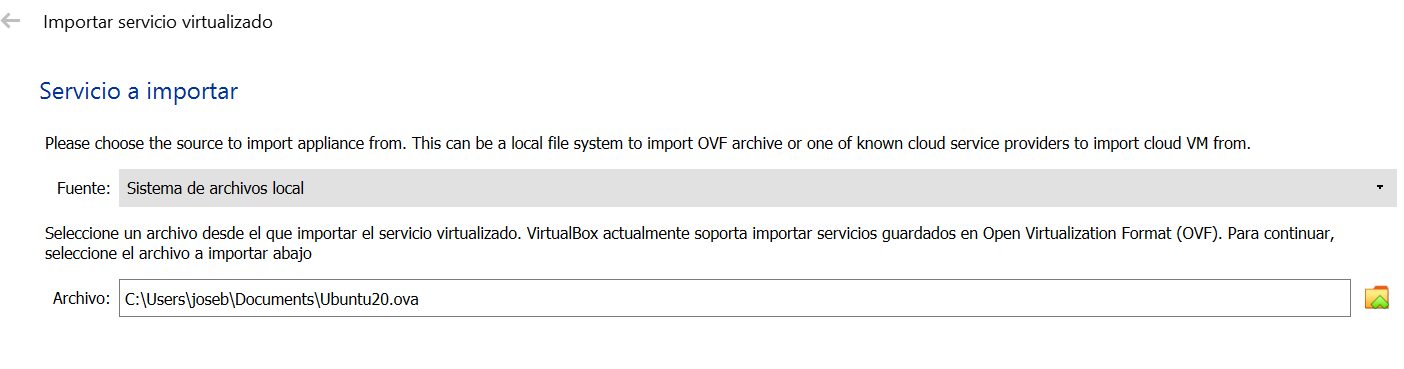 Importar servicio virtualizado
Servicio a importar
Please choose the source to import appliance from. This can be a local file system to import OVF archive or one of known cloud service providers to import cloud VM from.
Fuente: Sistema de archivos local
Seleccione un archivo desde el que importar el servicio virtualizado. VirtualBox actualmente soporta importar servicios guardados en Open Virtualization Format (OVF). Para continuar,
seleccione el archivo a importar abajo
Archivo: C:\Users\joseb\Documents\Ubuntu20.ova